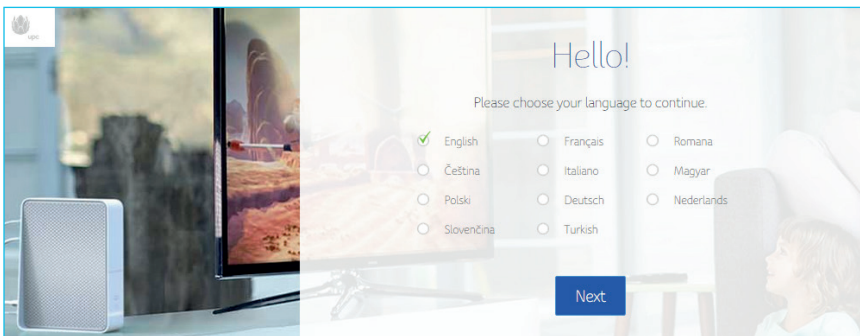 upc
Hello!
Please choose your language to continue.
English Français Romana
Čeština Italiano Magyar
Polski Deutsch Nederlands
Slovenčina Turkish
Next